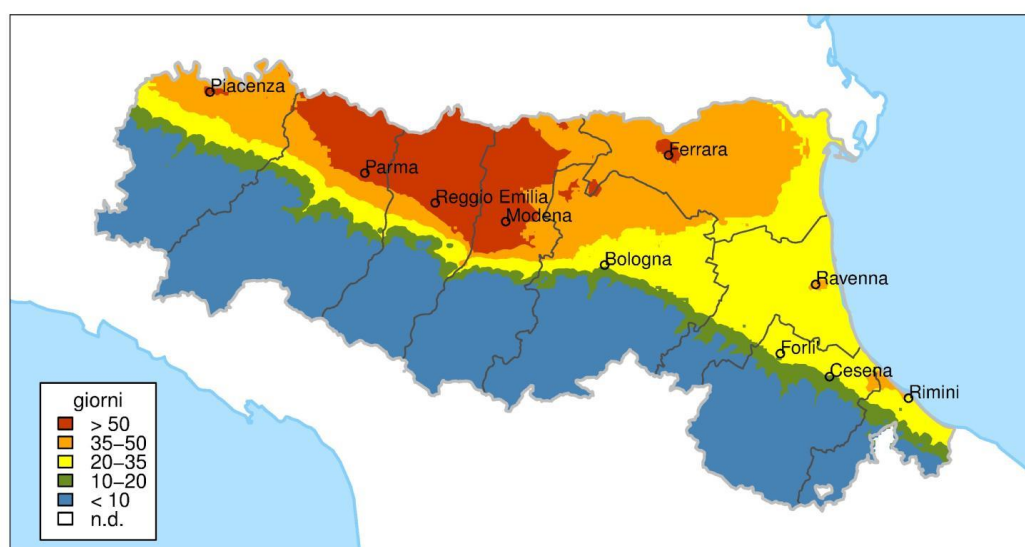 Piacenza
Parma
Reggio Emilia
Modena
Ferrara
Bologna
Ravenna
Forlì
Cesena
Rimini
giorni
> 50
35–50
20–35
10–20
< 10
n.d.